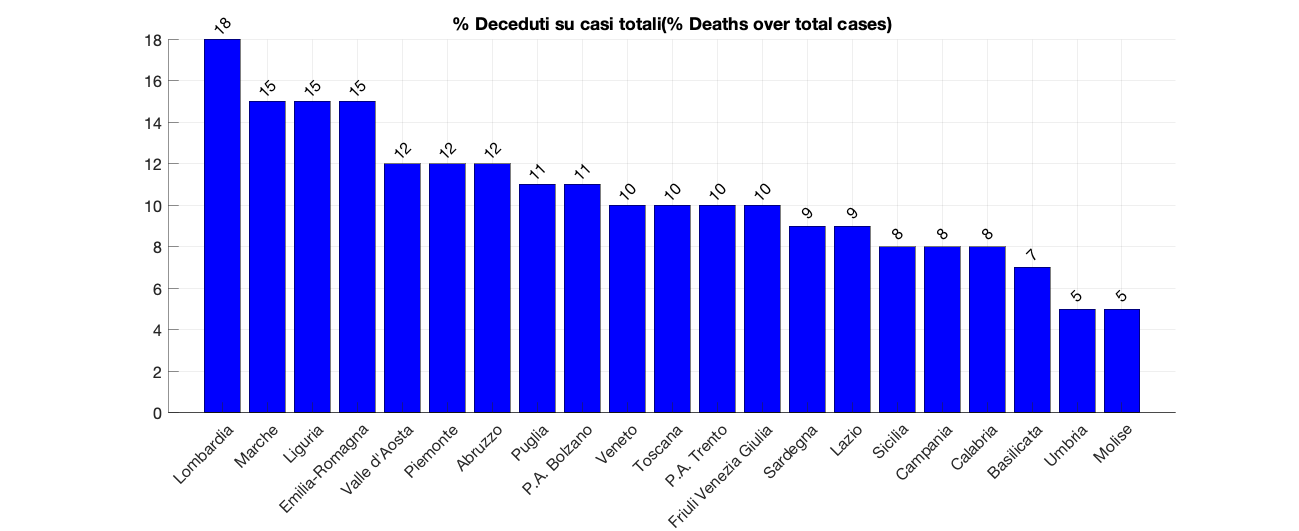 % Deceduti su casi totali(% Deaths over total cases)
18
16
14
12
10
8
6
4
2
0
18
15
15
15
12
12
12
11
11
10
10
10
10
9
9
8
8
8
7
5
5
Lombardia
Marche
Liguria
Emilia-Romagna
Valle d'Aosta
Piemonte
Abruzzo
Puglia
P.A. Bolzano
Veneto
Toscana
P.A. Trento
Friuli Venezia Giulia
Sardegna
Lazio
Sicilia
Campania
Calabria
Basilicata
Umbria
Molise